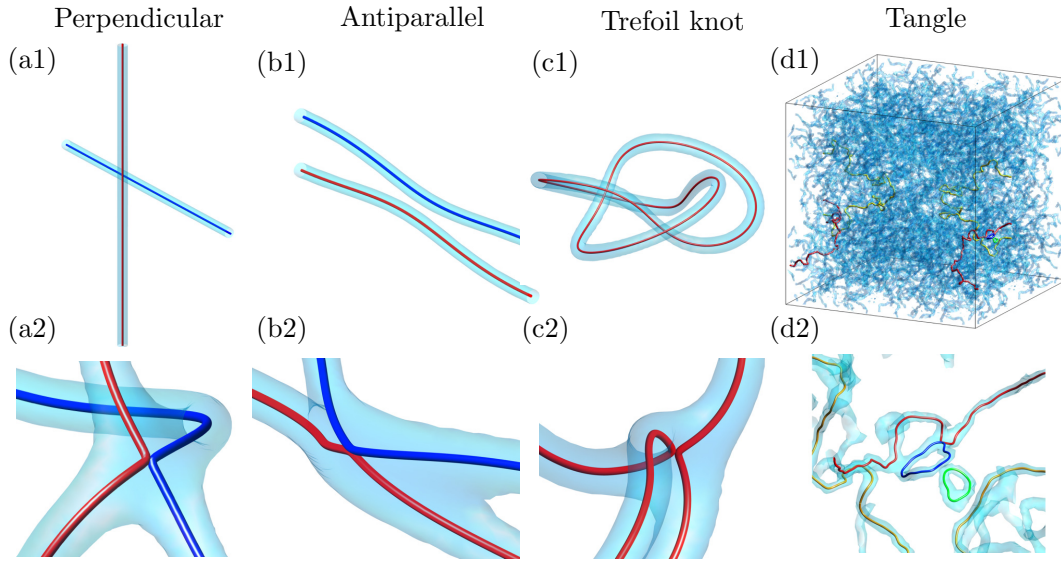 Perpendicular Antiparallel Trefoil knot Tangle
(a1) (b1) (c1) (d1)
(a2) (b2) (c2) (d2)